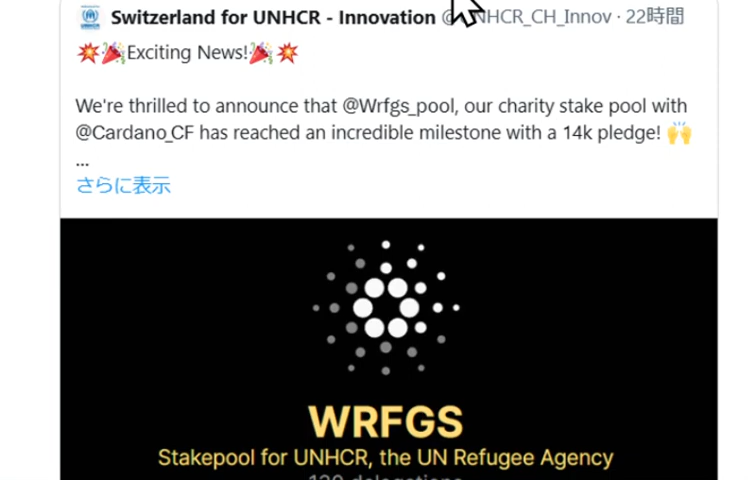 Switzerland for UNHCR - Innovation @ NHCR_CH_Innov · 22時間
💥🎉Exciting News!🎉💥
We're thrilled to announce that @Wrfgs_pool, our charity stake pool with
@Cardano_CF has reached an incredible milestone with a 14k pledge! 🙌
...
さらに表示
WRFGS
Stakepool for UNHCR, the UN Refugee Agency